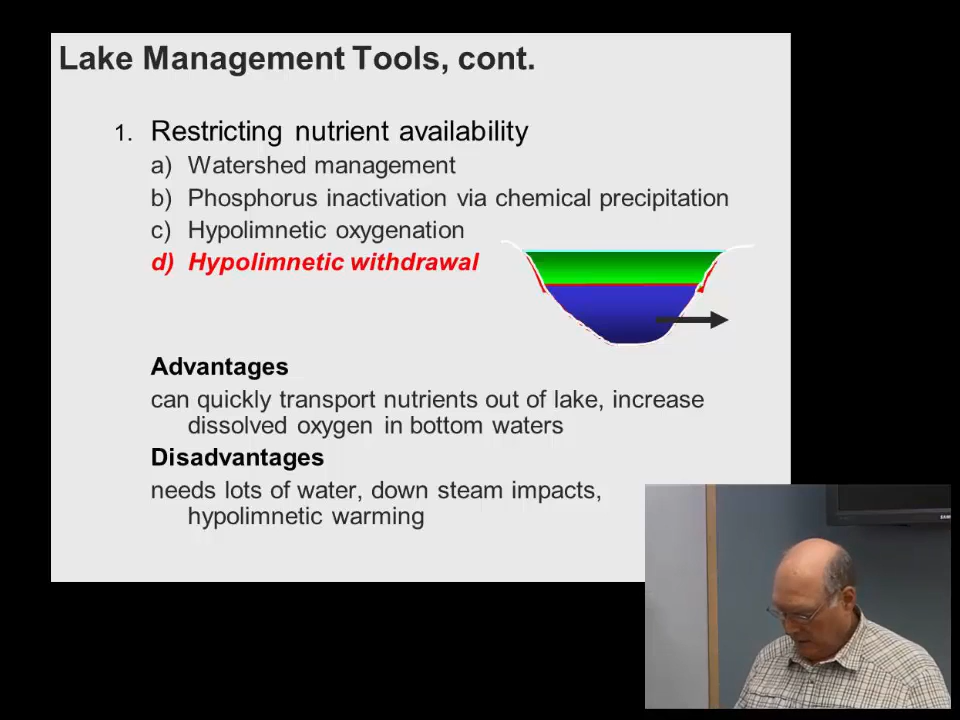 Lake Management Tools, cont.
1. Restricting nutrient availability
a) Watershed management
b) Phosphorus inactivation via chemical precipitation
c) Hypolimnetic oxygenation
d) Hypolimnetic withdrawal
Advantages
can quickly transport nutrients out of lake, increase
dissolved oxygen in bottom waters
Disadvantages
needs lots of water, down steam impacts,
hypolimnetic warming